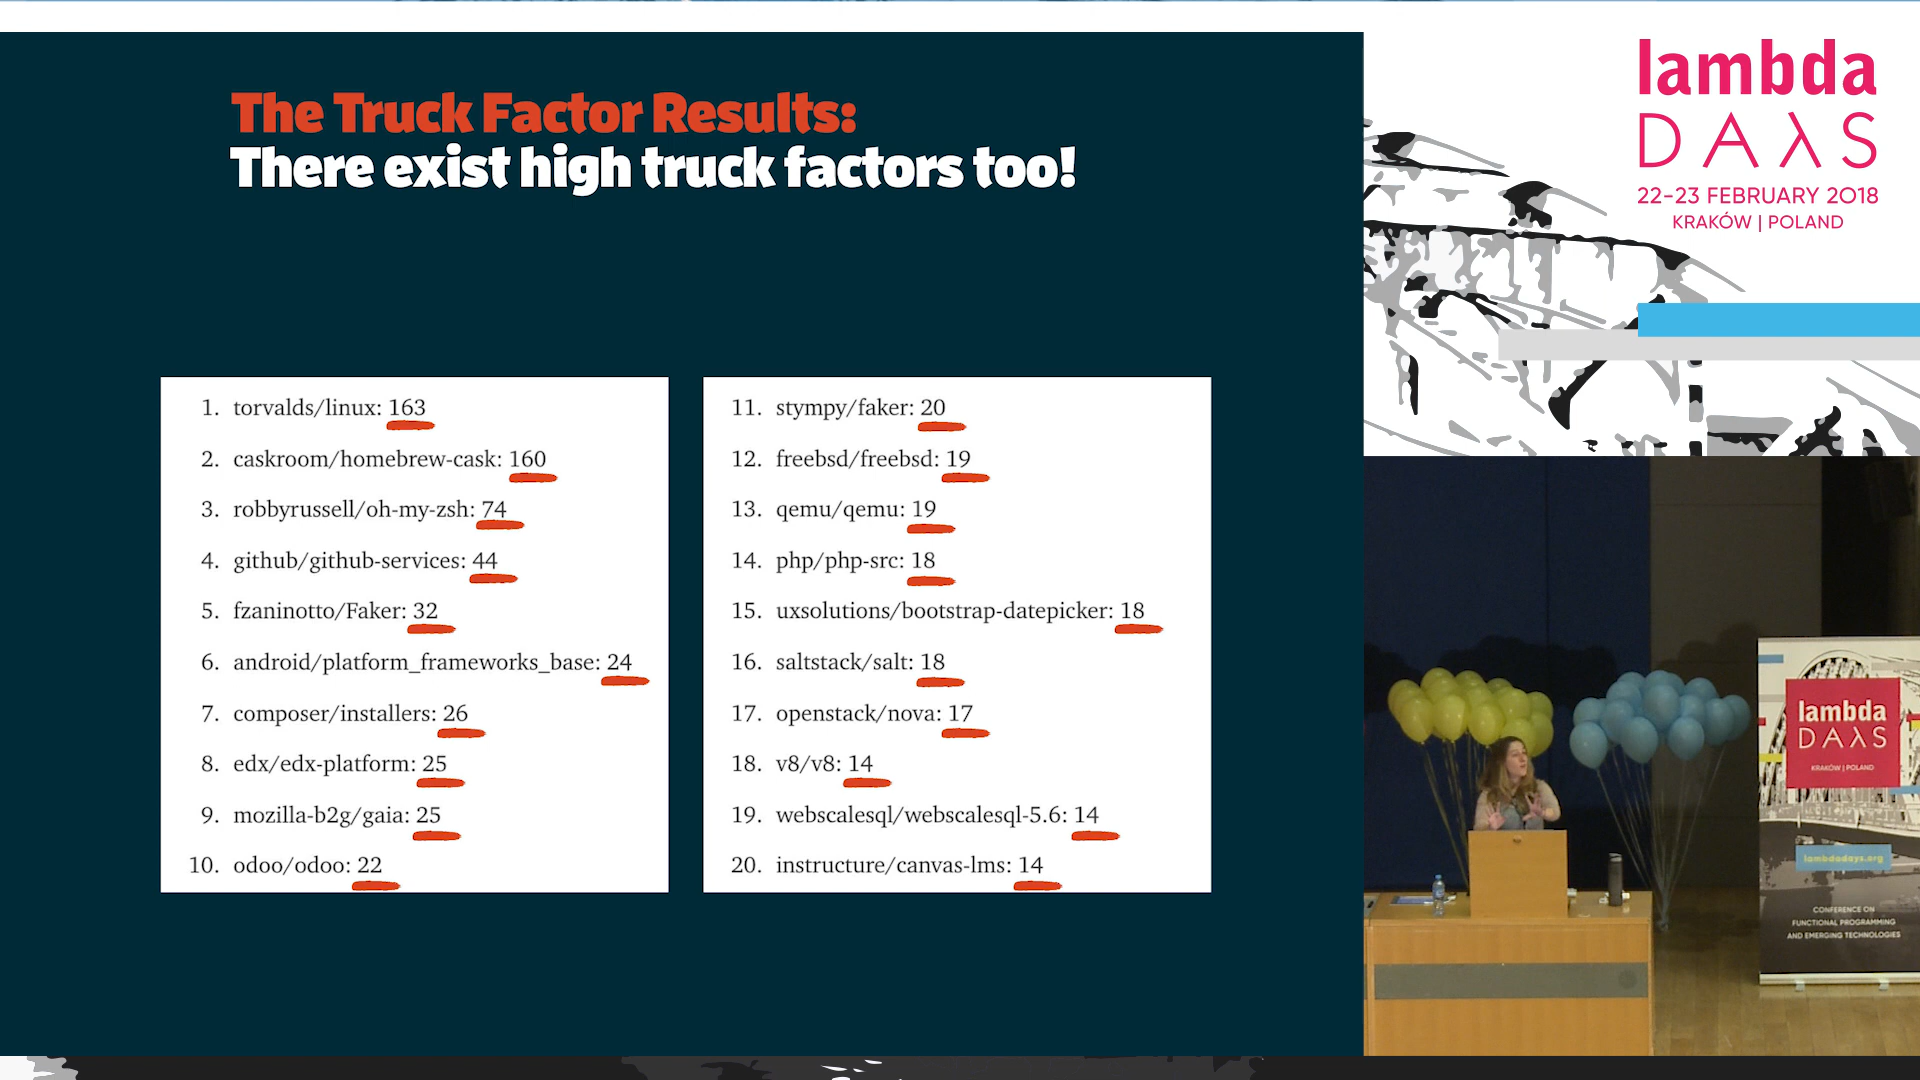 The Truck Factor Results:
There exist high truck factors too!
1. torvalds/linux: 163
2. caskroom/homebrew-cask: 160
3. robbyrussell/oh-my-zsh: 74
4. github/github-services: 44
5. fzaninotto/Faker: 32
6. android/platform_frameworks_base: 24
7. composer/installers: 26
8. edx/edx-platform: 25
9. mozilla-b2g/gaia: 25
10. odoo/odoo: 22
11. stympy/faker: 20
12. freebsd/freebsd: 19
13. qemu/qemu: 19
14. php/php-src: 18
15. uxsolutions/bootstrap-datepicker: 18
16. saltstack/salt: 18
17. openstack/nova: 17
18. v8/v8: 14
19. webscalesql/webscalesql-5.6: 14
20. instructure/canvas-lms: 14
lambda
DAλS
22-23 FEBRUARY 2018
KRAKÓW | POLAND
lambda
DAλS
KRAKÓW | POLAND
lambdadays.org
CONFERENCE ON
FUNCTIONAL PROGRAMMING
AND EMERGING TECHNOLOGIES